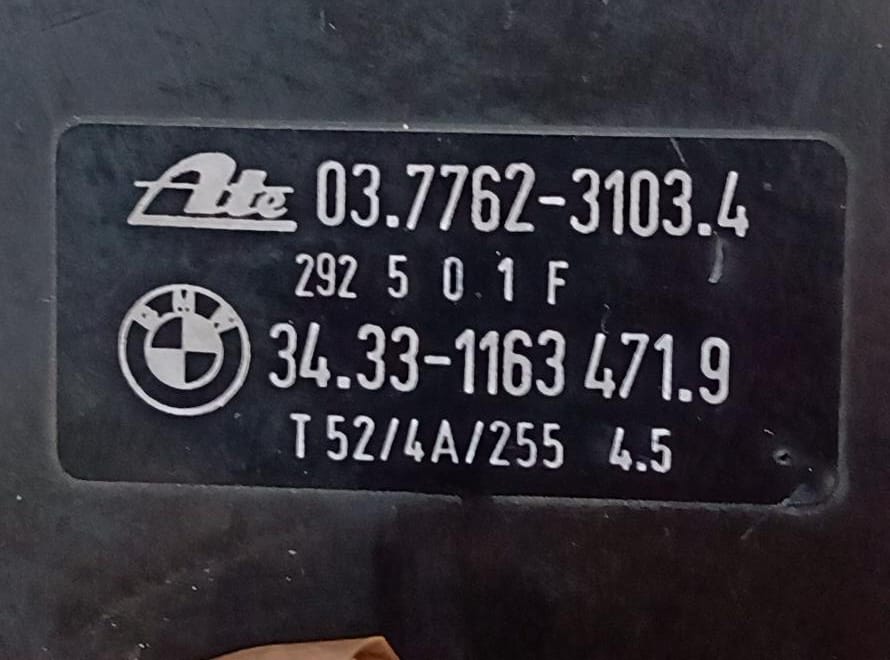 Ate 03.7762-3103.4
292 5 0 1 F
BMW 34.33-1163 471.9
T 52/4A/255 4.5